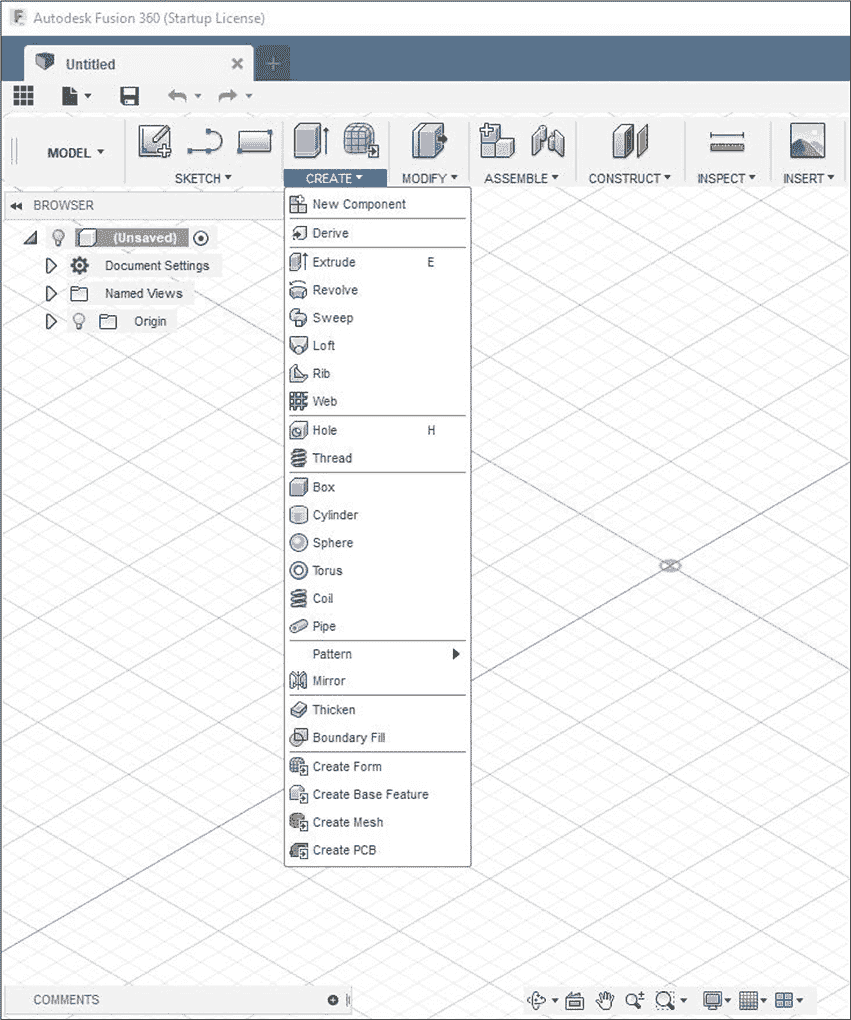 Autodesk Fusion 360 (Startup License)
Untitled
MODEL
SKETCH
CREATE
MODIFY
ASSEMBLE
CONSTRUCT
INSPECT
INSERT
BROWSER
(Unsaved)
Document Settings
Named Views
Origin
New Component
Derive
Extrude E
Revolve
Sweep
Loft
Rib
Web
Hole H
Thread
Box
Cylinder
Sphere
Torus
Coil
Pipe
Pattern
Mirror
Thicken
Boundary Fill
Create Form
Create Base Feature
Create Mesh
Create PCB
COMMENTS